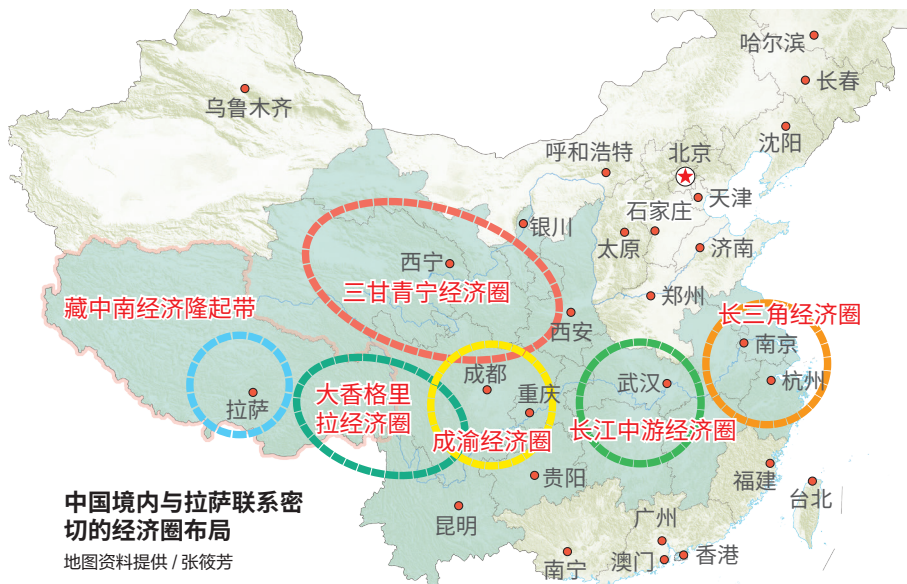 哈尔滨
长春
乌鲁木齐
沈阳
呼和浩特
北京
天津
石家庄
银川
太原
济南
西宁
三甘青宁经济圈
郑州
藏中南经济隆起带
西安
长三角经济圈
南京
成都
武汉
杭州
大香格里
拉经济圈
重庆
拉萨
长江中游经济圈
成渝经济圈
贵阳
福建
台北
中国境内与拉萨联系密
切的经济圈布局
昆明
广州
地图资料提供 / 张筱芳
南宁
澳门
香港